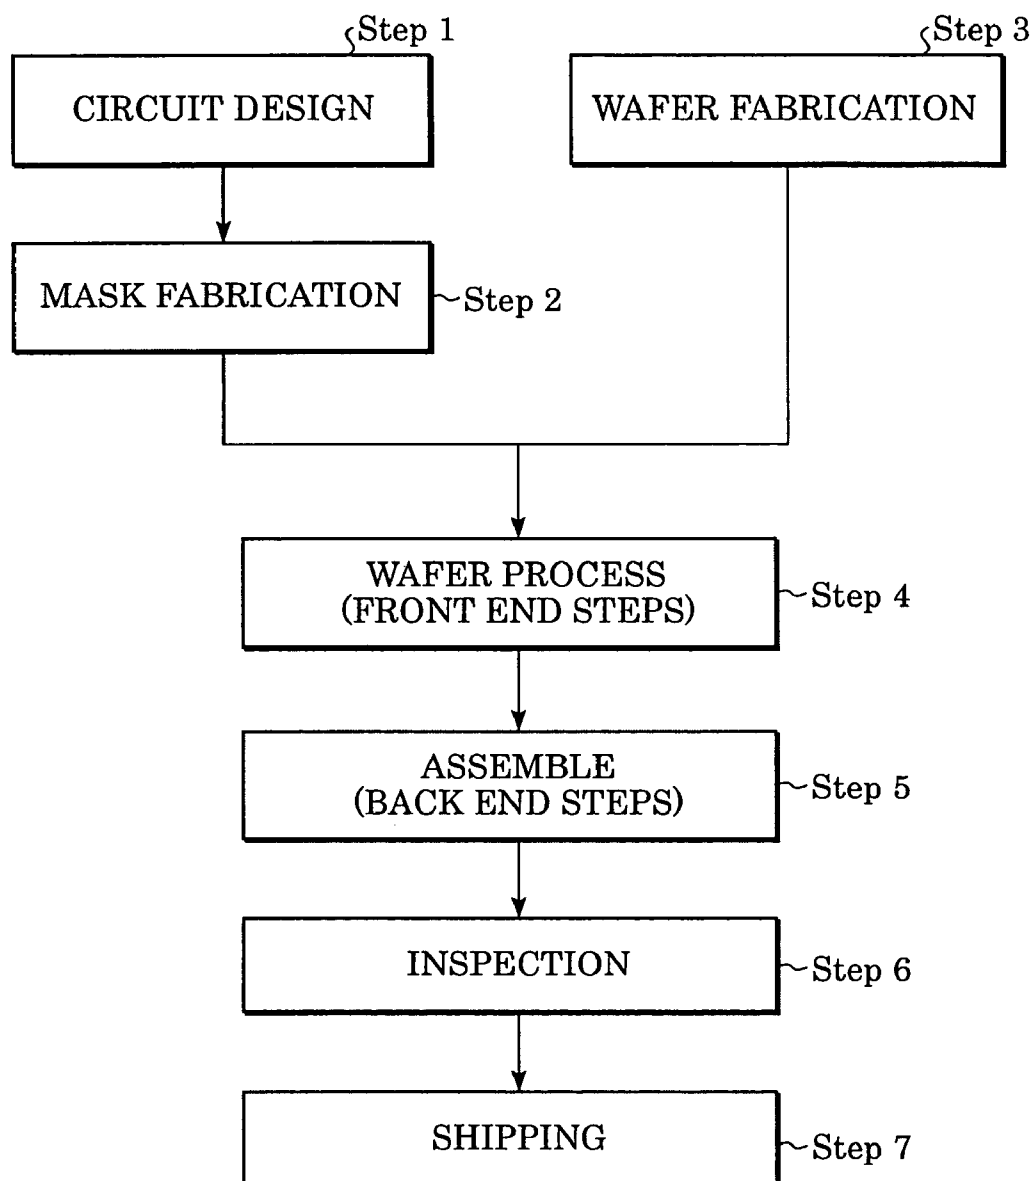 Step 1
CIRCUIT DESIGN
Step 3
WAFER FABRICATION
MASK FABRICATION
Step 2
WAFER PROCESS
(FRONT END STEPS)
Step 4
ASSEMBLE
(BACK END STEPS)
Step 5
INSPECTION
Step 6
SHIPPING
Step 7